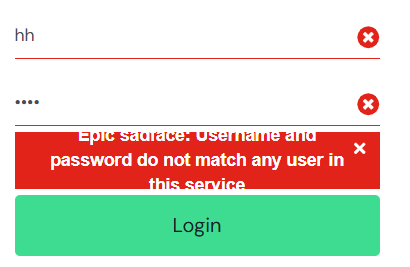 hh
••••
Epic sadface: Username and
password do not match any user in
this service
Login